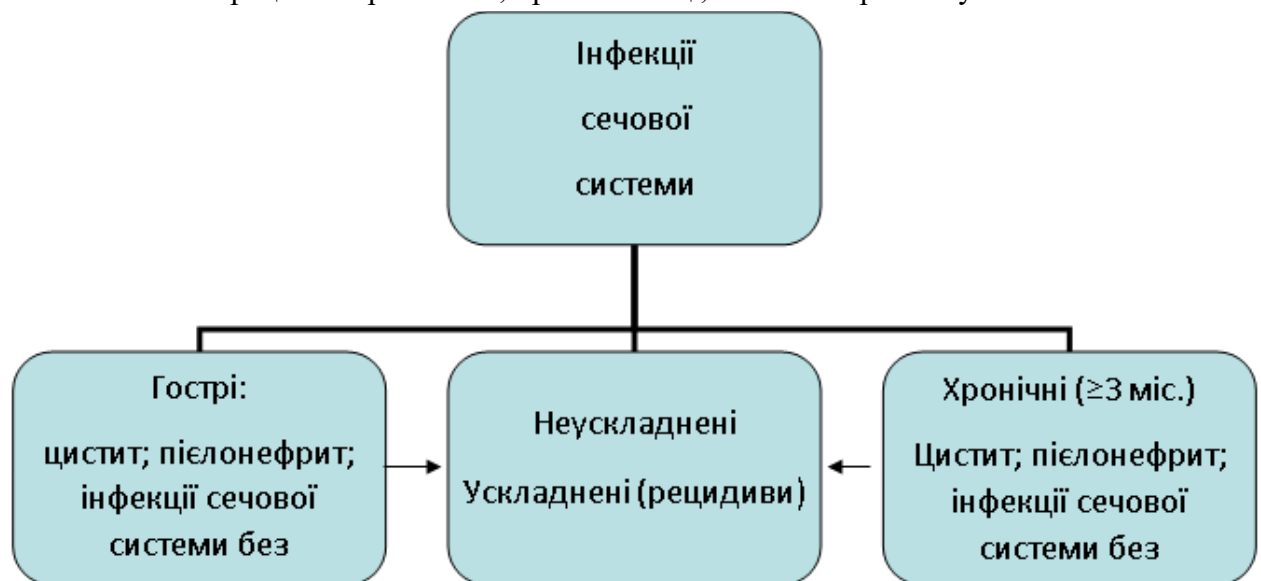 Інфекції
сечової
системи
Гострі:
цистит; пієлонефрит;
інфекції сечової
системи без
Неускладнені
Ускладнені (рецидиви)
Хронічні (≥3 міс.)
Цистит; пієлонефрит;
інфекції сечової
системи без